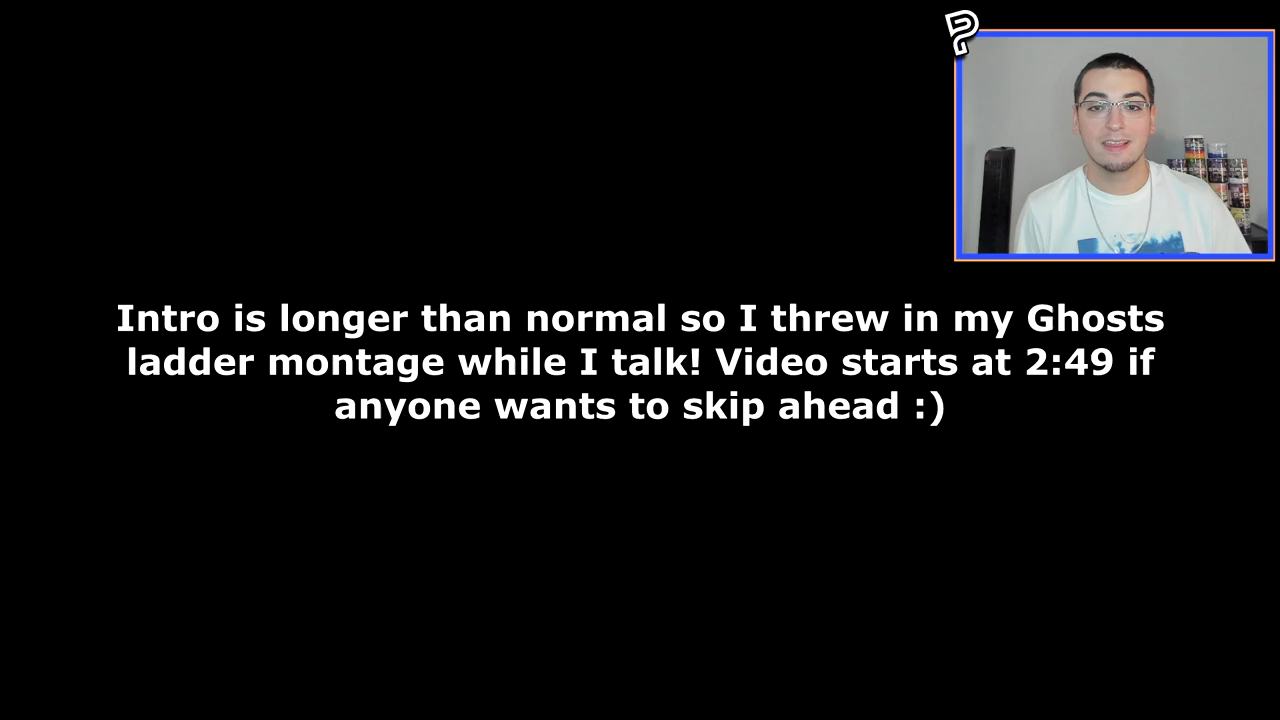 Intro is longer than normal so I threw in my Ghosts
ladder montage while I talk! Video starts at 2:49 if
anyone wants to skip ahead :)